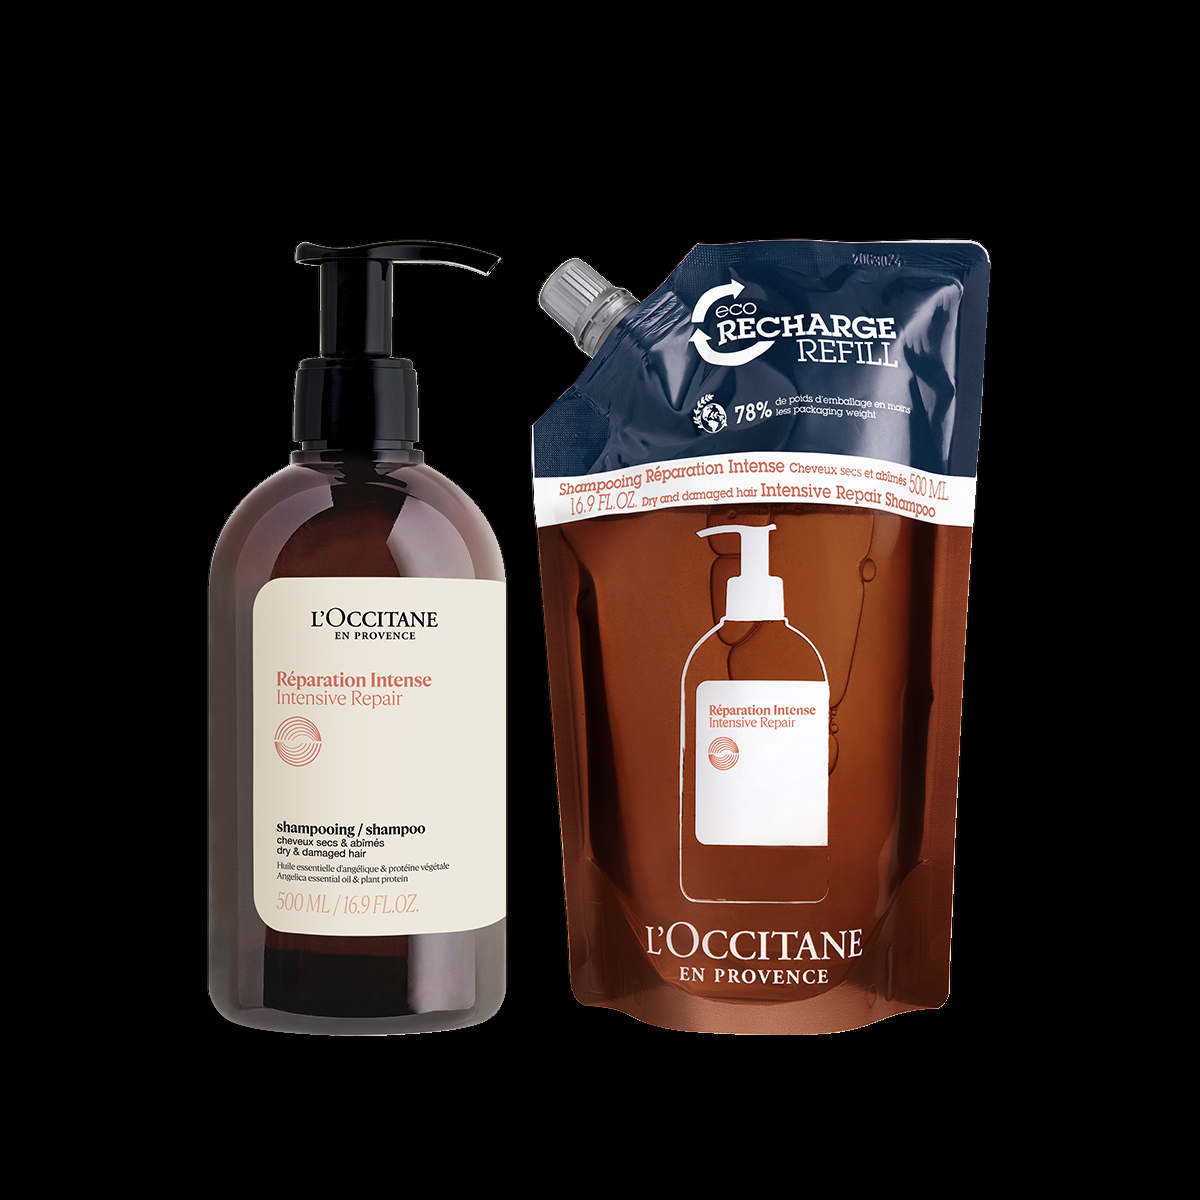 L'OCCITANE
EN PROVENCE
Réparation Intense
Intensive Repair
shampooing / shampoo
cheveux secs & abîmés
dry & damaged hair
Huile essentielle d'angélique & protéine végétale
Angelica essential oil & plant protein
500 ML / 16.9 FL.OZ.
2063074
eco
RECHARGE
REFILL
78% de poids d'emballage en moins
less packaging weight
Shampooing Réparation Intense Cheveux secs et abîmés 500 ML
16.9 FL.OZ. Dry and damaged hair Intensive Repair Shampoo
Réparation Intense
Intensive Repair
L'OCCITANE
EN PROVENCE